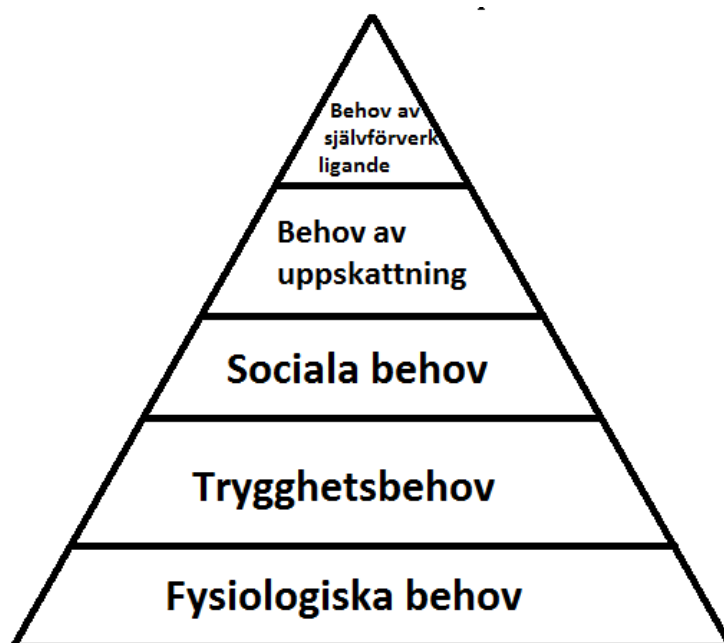 Behov av
självförverk
ligande
Behov av
uppskattning
Sociala behov
Trygghetsbehov
Fysiologiska behov